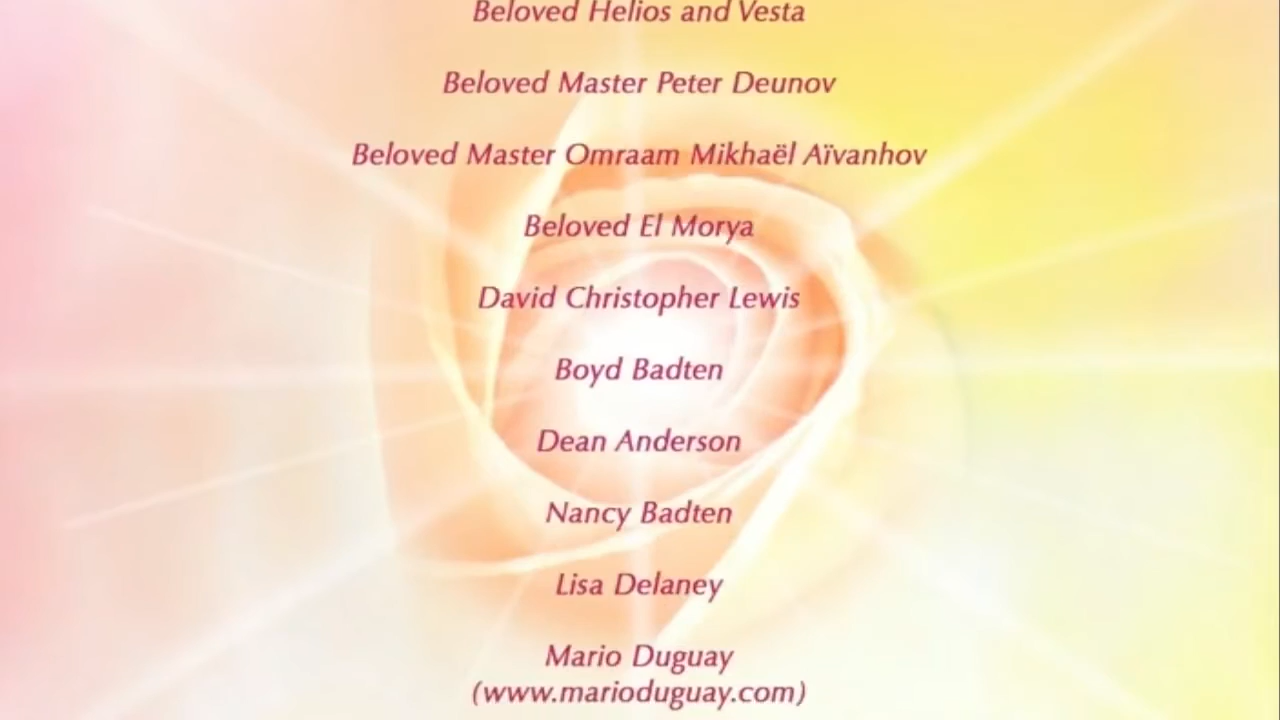 Beloved Helios and Vesta
Beloved Master Peter Deunov
Beloved Master Omraam Mikhaël Aïvanhov
Beloved El Morya
David Christopher Lewis
Boyd Badten
Dean Anderson
Nancy Badten
Lisa Delaney
Mario Duguay
(www.marioduguay.com)